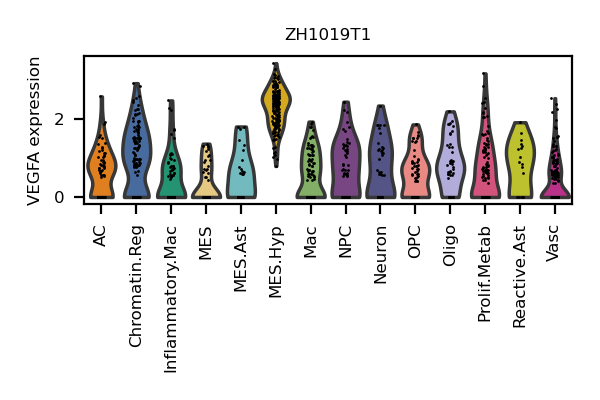 ZH1019T1
VEGFA expression
2
0
AC
Chromatin.Reg
Inflammatory.Mac
MES
MES.Ast
MES.Hyp
Mac
NPC
Neuron
OPC
Oligo
Prolif.Metab
Reactive.Ast
Vasc